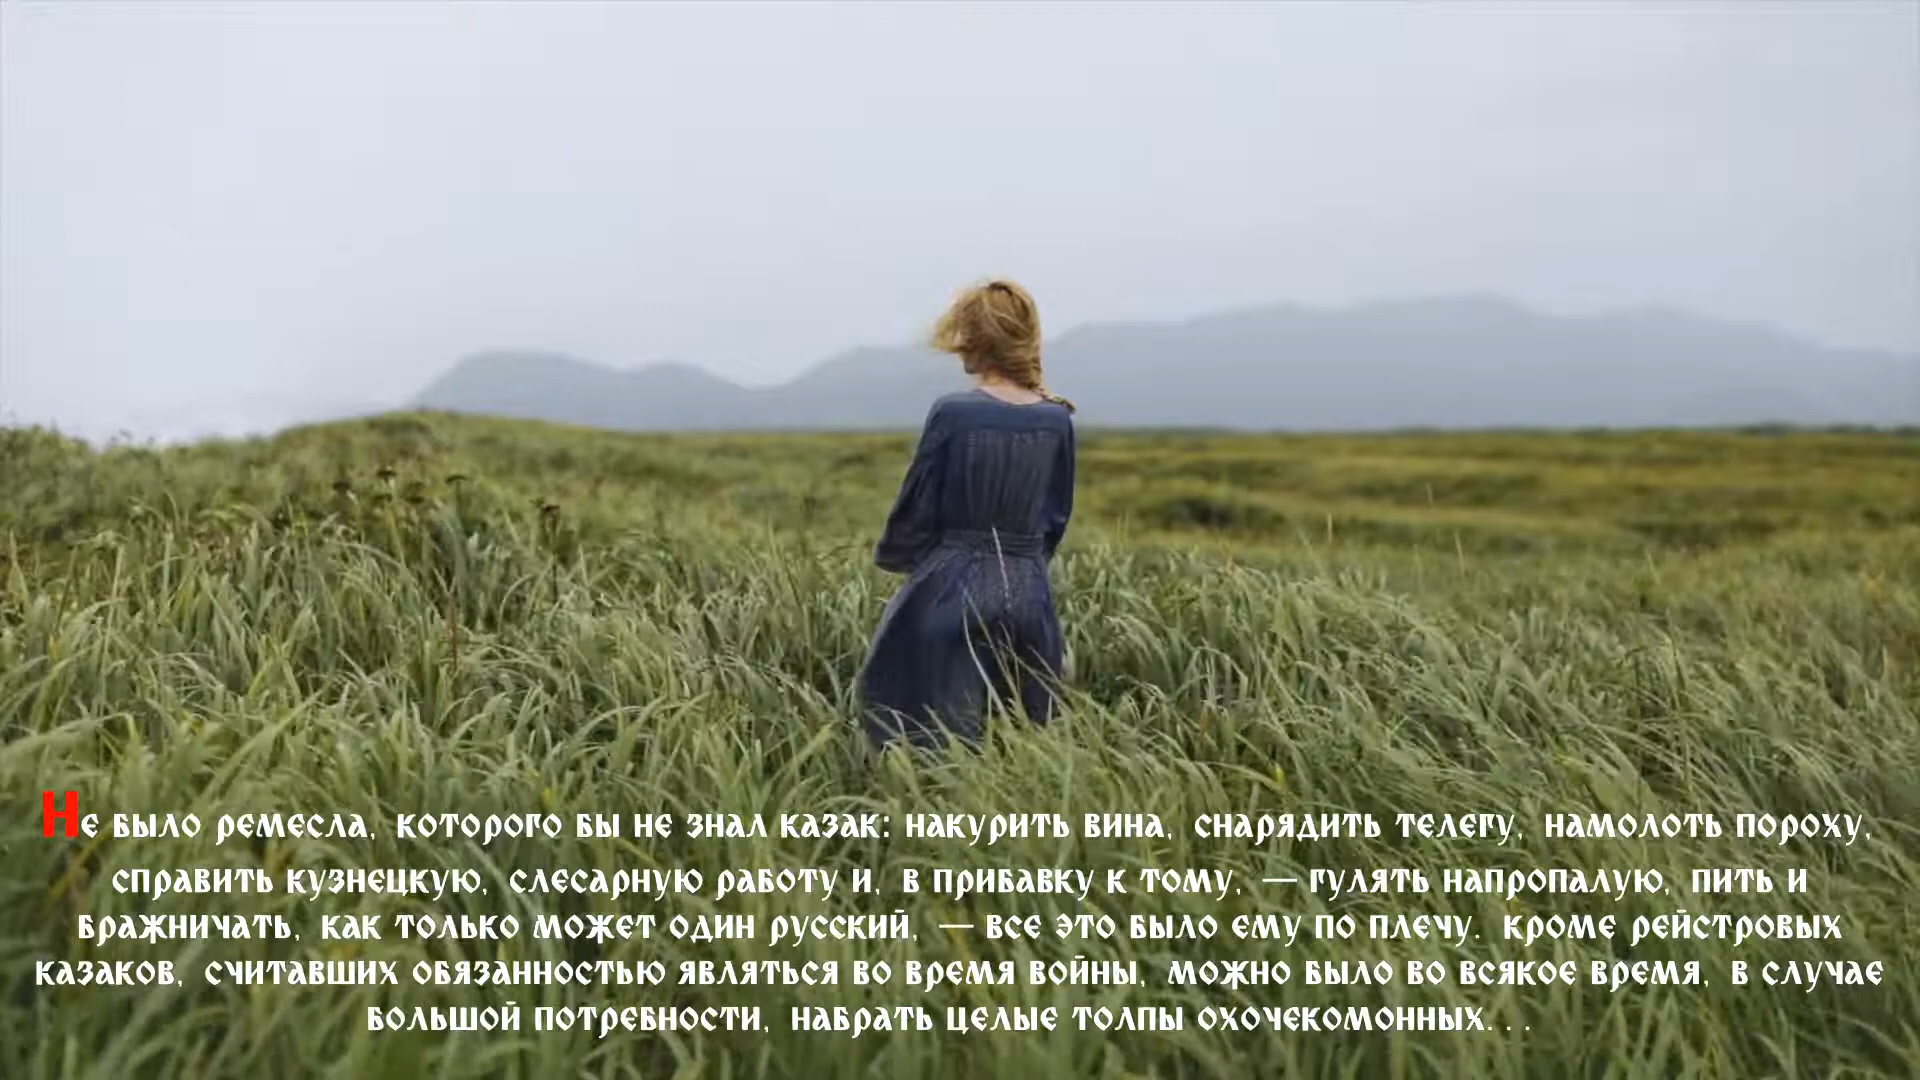 Не было ремесла, которого бы не знал казак: накурить вина, снарядить телегу, намолоть пороху,
справить кузнецкую, слесарную работу и, в прибавку к тому, — гулять напропалую, пить и
бражничать, как только может один русский, — все это было ему по плечу. кроме рейстровых
казаков, считавших обязанностью являться во время войны, можно было во всякое время, в случае
большой потребности, набрать целые толпы охочекомонных...